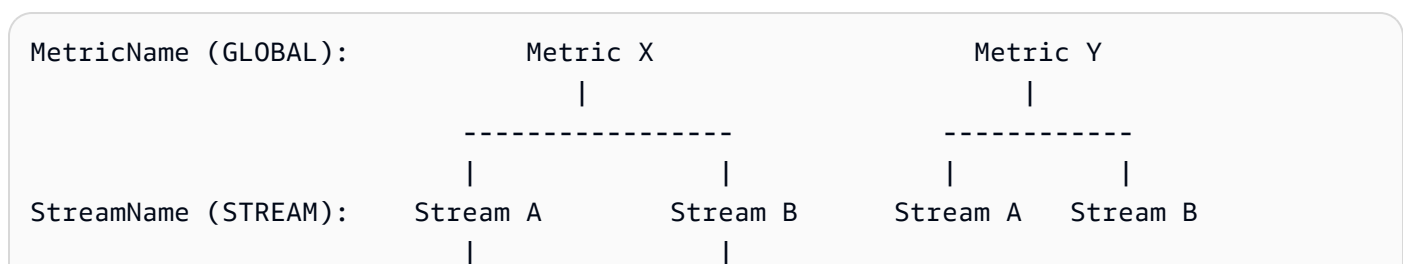 MetricName (GLOBAL):           Metric X                    Metric Y
                                  |                           |
                           -----------------             ------------
                           |               |             |          |
StreamName (STREAM):    Stream A        Stream B      Stream A   Stream B
                           |               |